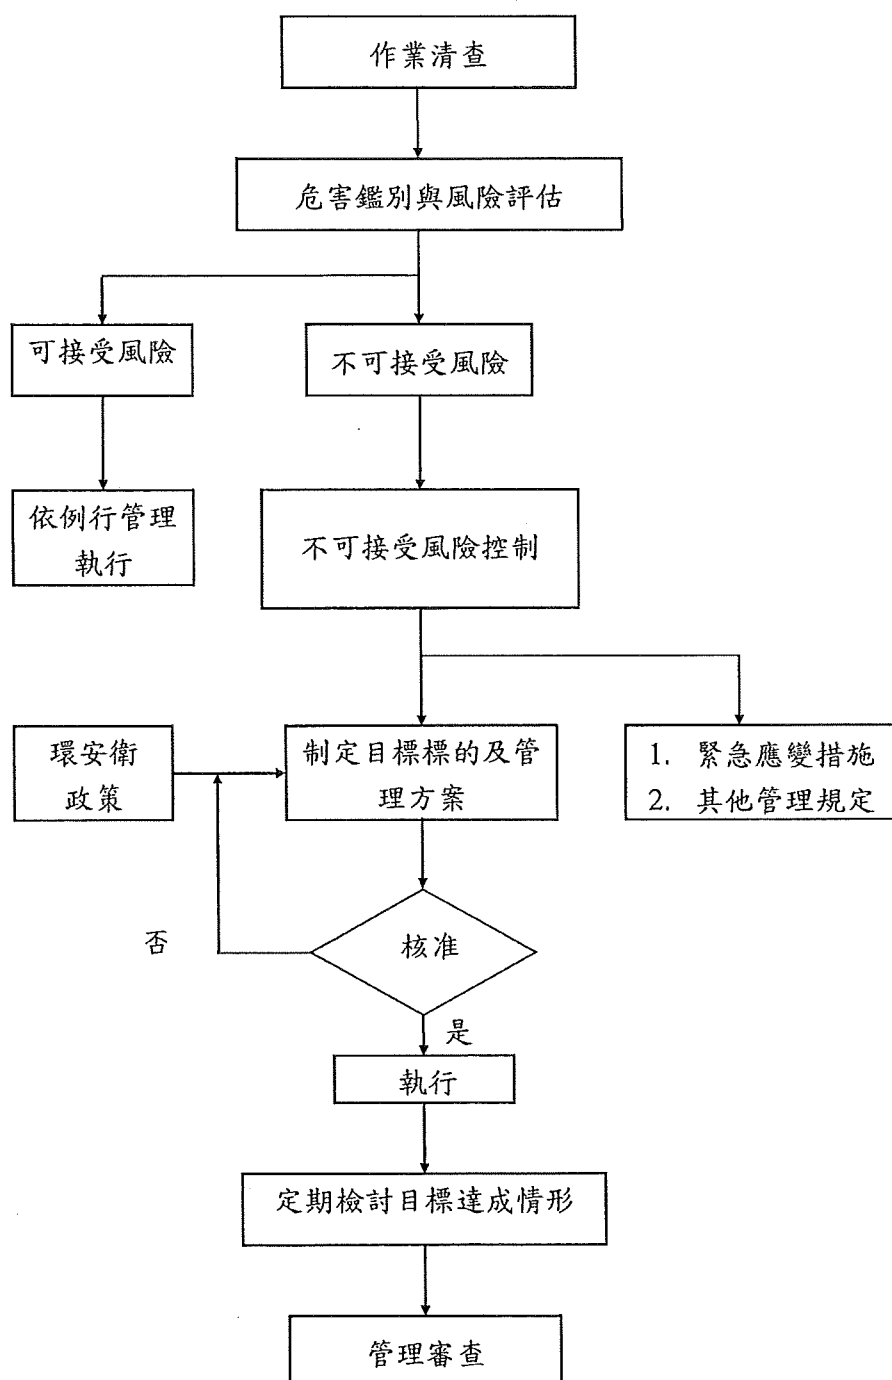 作業清查
危害鑑別與風險評估
可接受風險
不可接受風險
依例行管理
執行
不可接受風險控制
環安衛
政策
制定目標標的及管
理方案
1. 緊急應變措施
2. 其他管理規定
否
核准
是
執行
定期檢討目標達成情形
管理審查